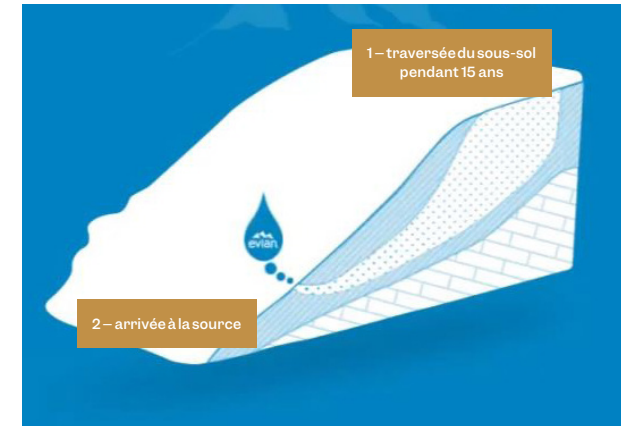 1 – traversée du sous-sol
pendant 15 ans
evian
2 – arrivée à la source